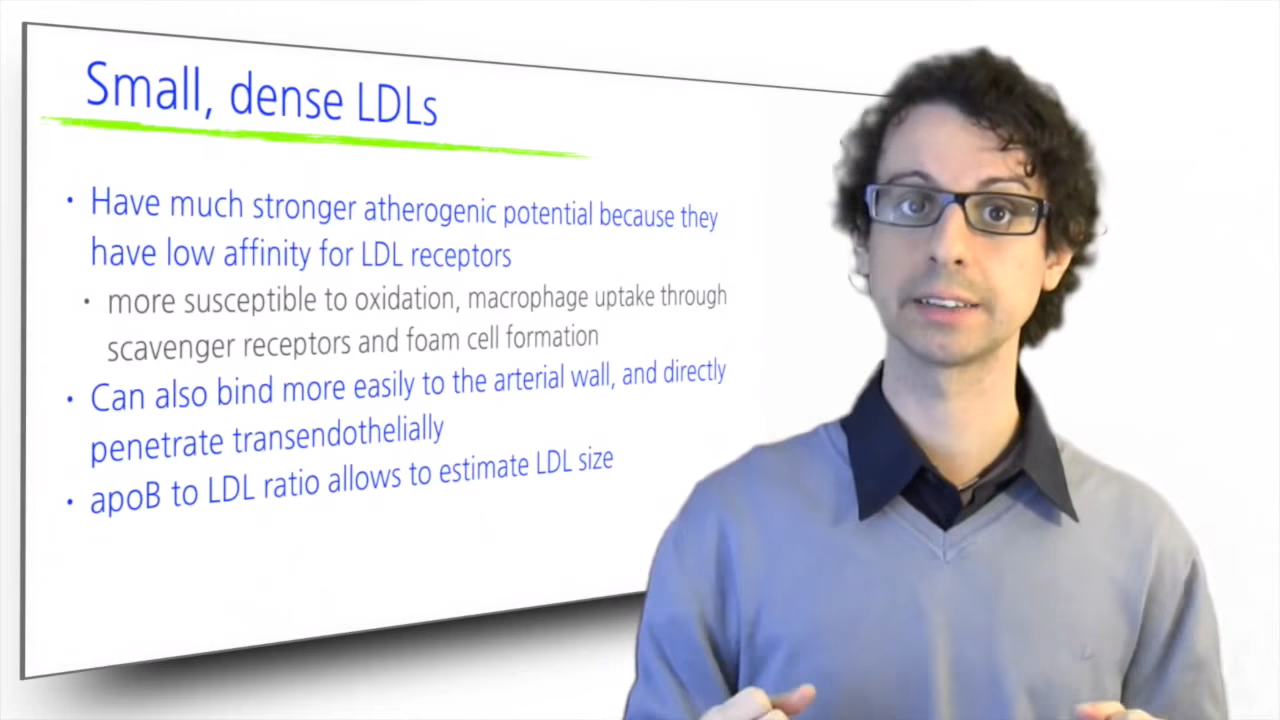 Small, dense LDLs
• Have much stronger atherogenic potential because they
have low affinity for LDL receptors
• more susceptible to oxidation, macrophage uptake through
scavenger receptors and foam cell formation
• Can also bind more easily to the arterial wall, and directly
penetrate transendothelially
• apoB to LDL ratio allows to estimate LDL size